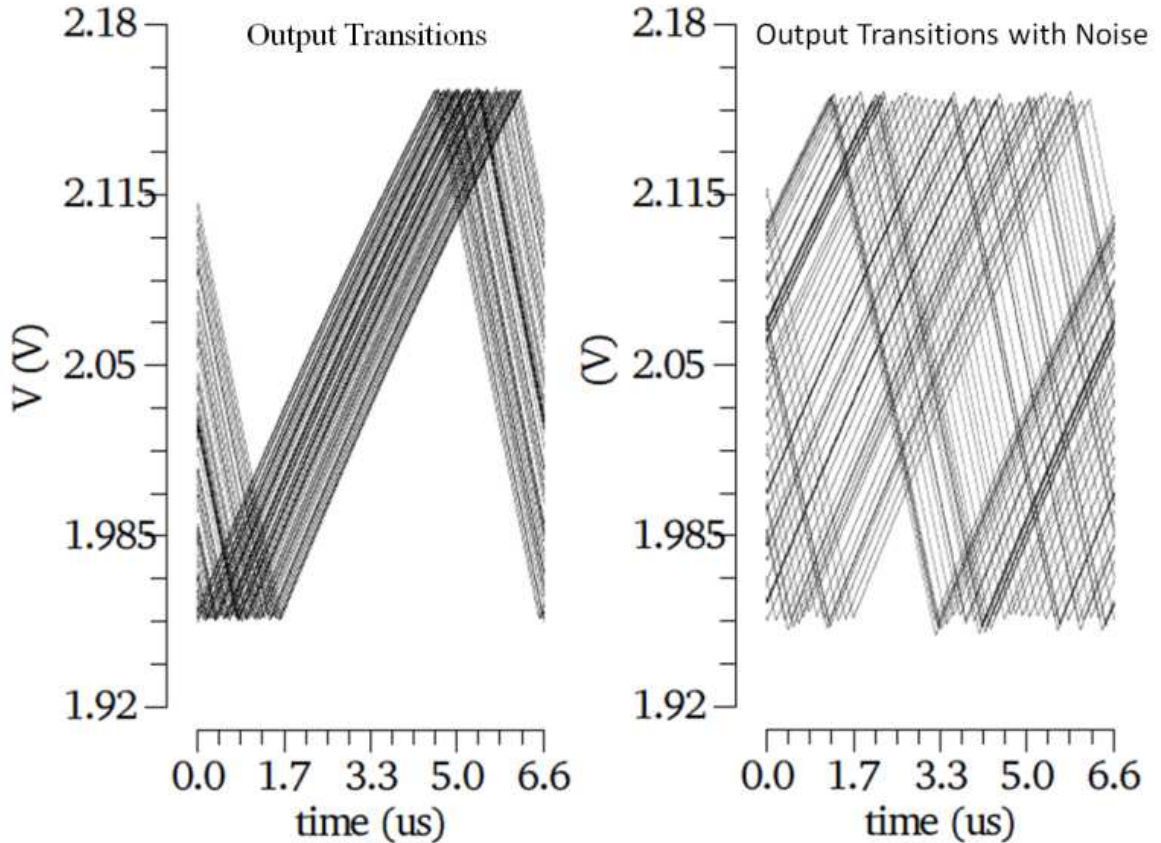 Output Transitions
2.18
2.115
2.05
1.985
1.92
V (V)
0.0 1.7 3.3 5.0 6.6
time (us)
Output Transitions with Noise
2.18
2.115
2.05
1.985
1.92
(V)
0.0 1.7 3.3 5.0 6.6
time (us)